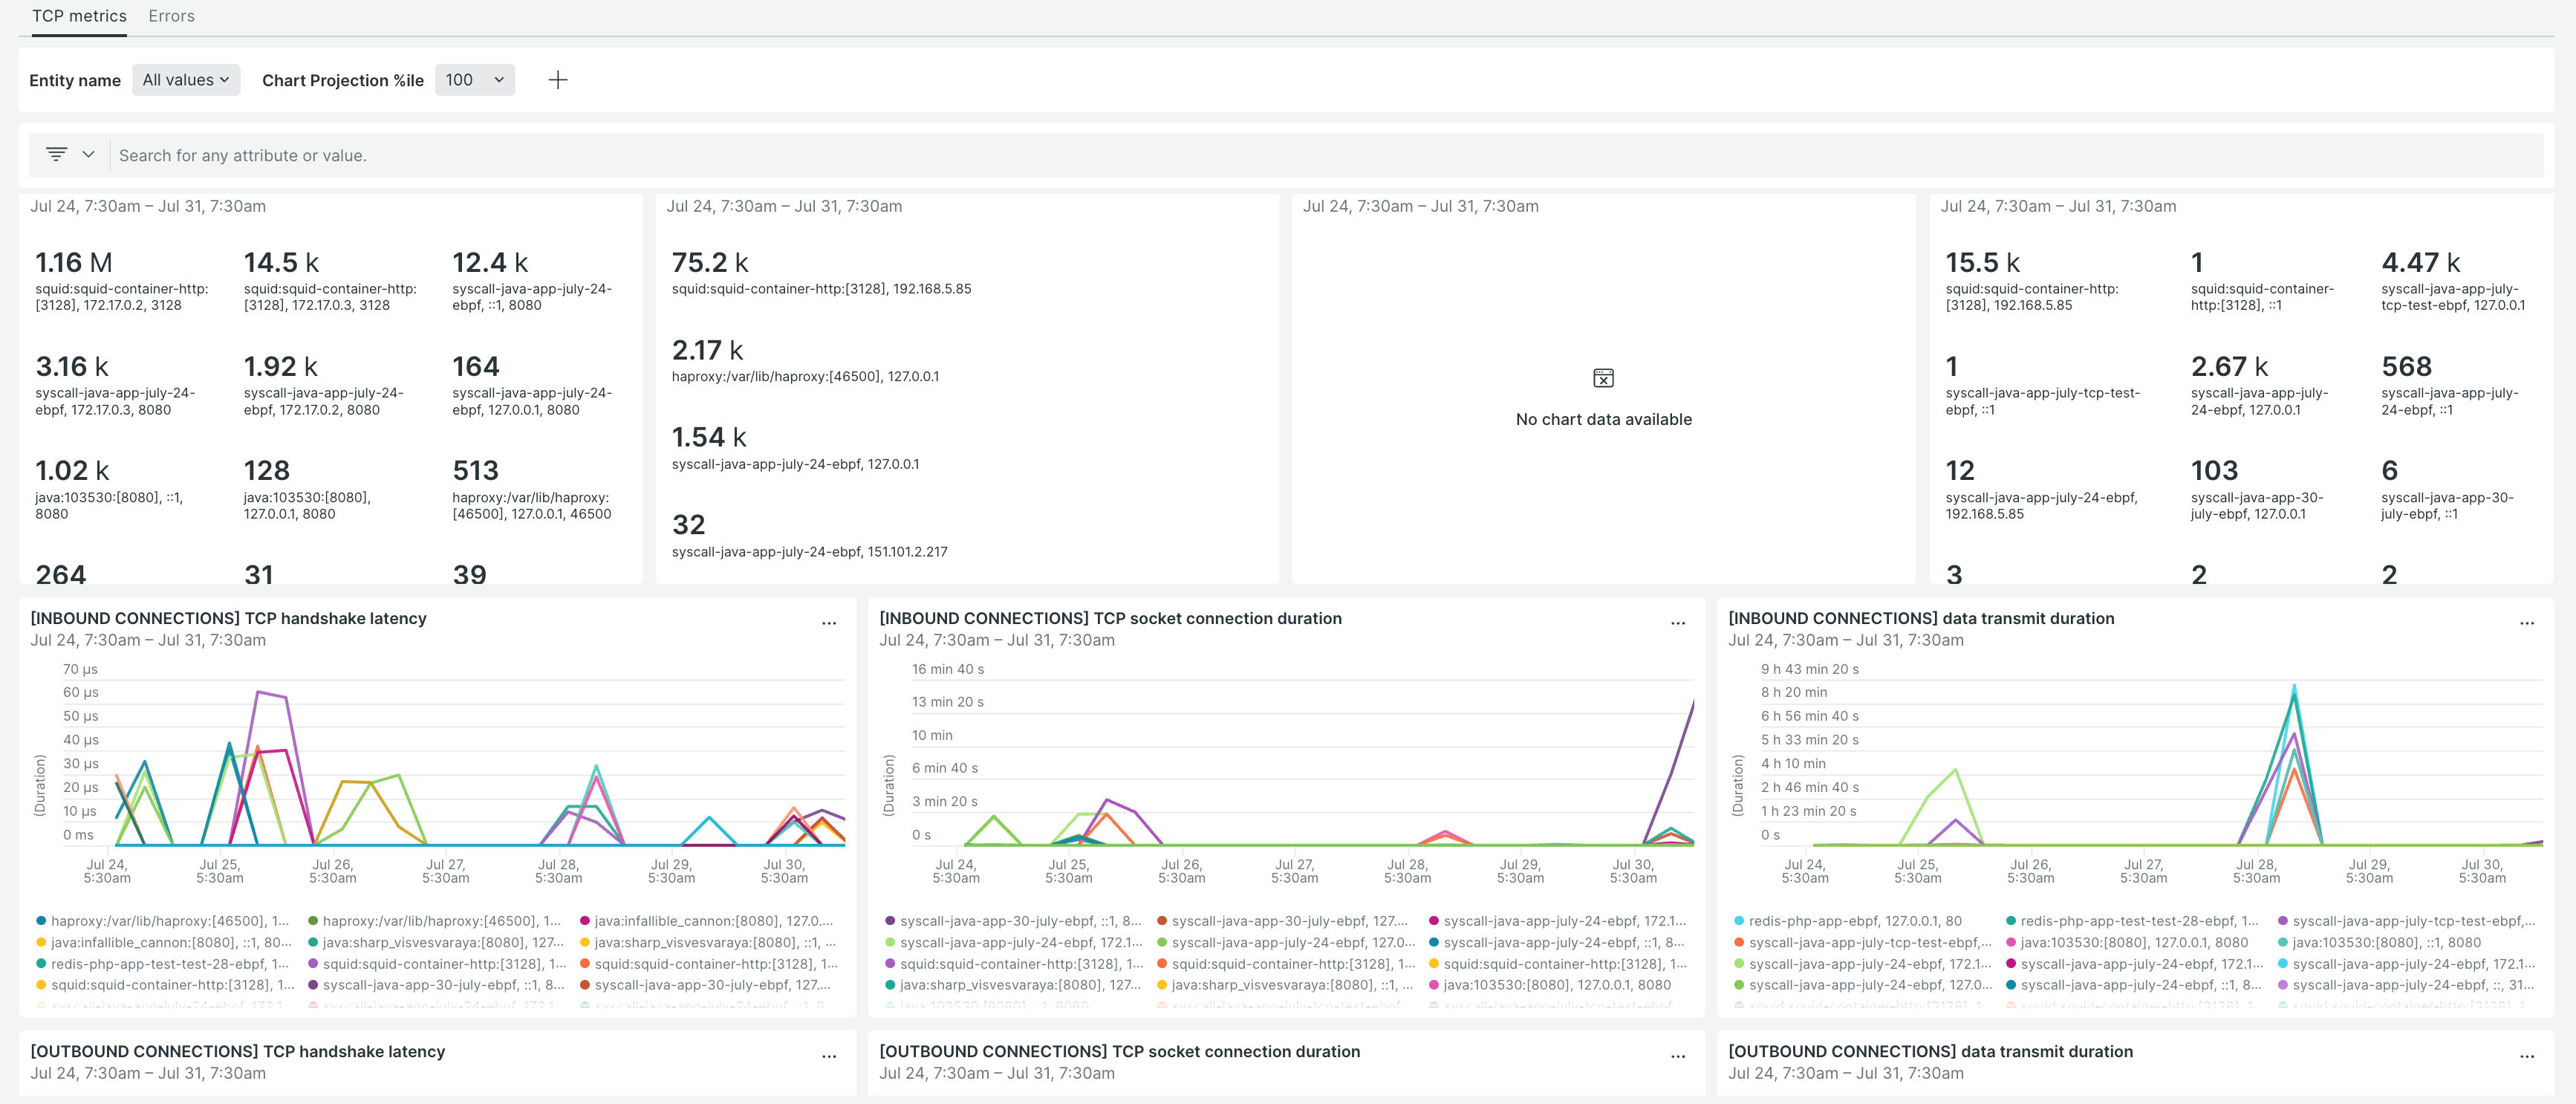 TCP metrics Errors
Entity name All values Chart Projection %ile 100
Search for any attribute or value.
Jul 24, 7:30am – Jul 31, 7:30am
1.16 M
squid:squid-container-http:
[3128], 172.17.0.2, 3128
14.5 k
squid:squid-container-http:
[3128], 172.17.0.3, 3128
12.4 k
syscall-java-app-july-24-
ebpf, ::1, 8080
3.16 k
syscall-java-app-july-24-
ebpf, 172.17.0.3, 8080
1.92 k
syscall-java-app-july-24-
ebpf, 172.17.0.2, 8080
164
syscall-java-app-july-24-
ebpf, 127.0.0.1, 8080
1.02 k
java:103530:[8080], ::1,
8080
128
java:103530:[8080],
127.0.0.1, 8080
513
haproxy:/var/lib/haproxy:
[46500], 127.0.0.1, 46500
264
31
39
Jul 24, 7:30am – Jul 31, 7:30am
75.2 k
squid:squid-container-http:[3128], 192.168.5.85
2.17 k
haproxy:/var/lib/haproxy:[46500], 127.0.0.1
1.54 k
syscall-java-app-july-24-ebpf, 127.0.0.1
32
syscall-java-app-july-24-ebpf, 151.101.2.217
Jul 24, 7:30am – Jul 31, 7:30am
No chart data available
Jul 24, 7:30am – Jul 31, 7:30am
15.5 k
squid:squid-container-http:
[3128], 192.168.5.85
1
squid:squid-container-
http:[3128], ::1
4.47 k
syscall-java-app-july-
tcp-test-ebpf, 127.0.0.1
1
syscall-java-app-july-tcp-test-
ebpf, ::1
2.67 k
syscall-java-app-july-
24-ebpf, 127.0.0.1
568
syscall-java-app-july-
24-ebpf, ::1
12
syscall-java-app-july-24-ebpf,
192.168.5.85
103
syscall-java-app-30-
july-ebpf, 127.0.0.1
6
syscall-java-app-30-
july-ebpf, ::1
3
2
2
[INBOUND CONNECTIONS] TCP handshake latency
Jul 24, 7:30am – Jul 31, 7:30am
(Duration)
70 µs
60 µs
50 µs
40 µs
30 µs
20 µs
10 µs
0 ms
Jul 24, Jul 25, Jul 26, Jul 27, Jul 28, Jul 29, Jul 30,
5:30am 5:30am 5:30am 5:30am 5:30am 5:30am 5:30am
haproxy:/var/lib/haproxy:[46500], 1... haproxy:/var/lib/haproxy:[46500], 1... java:infallible_cannon:[8080], 127.0....
java:infallible_cannon:[8080], ::1, 80... java:sharp_visvesvaraya:[8080], 127... java:sharp_visvesvaraya:[8080], ::1, ...
redis-php-app-test-test-28-ebpf, 1... squid:squid-container-http:[3128], 1... squid:squid-container-http:[3128], 1...
squid:squid-container-http:[3128], 1... syscall-java-app-30-july-ebpf, ::1, 8... syscall-java-app-30-july-ebpf, 127....
[INBOUND CONNECTIONS] TCP socket connection duration
Jul 24, 7:30am – Jul 31, 7:30am
(Duration)
16 min 40 s
13 min 20 s
10 min
6 min 40 s
3 min 20 s
0 s
Jul 24, Jul 25, Jul 26, Jul 27, Jul 28, Jul 29, Jul 30,
5:30am 5:30am 5:30am 5:30am 5:30am 5:30am 5:30am
syscall-java-app-30-july-ebpf, ::1, 8... syscall-java-app-30-july-ebpf, 127.... syscall-java-app-july-24-ebpf, 172.1...
syscall-java-app-july-24-ebpf, 172.1... syscall-java-app-july-24-ebpf, 127.0... syscall-java-app-july-24-ebpf, ::1, 8...
squid:squid-container-http:[3128], 1... squid:squid-container-http:[3128], 1... squid:squid-container-http:[3128], 1...
java:sharp_visvesvaraya:[8080], 127... java:sharp_visvesvaraya:[8080], ::1, ... java:103530:[8080], 127.0.0.1, 8080
[INBOUND CONNECTIONS] data transmit duration
Jul 24, 7:30am – Jul 31, 7:30am
(Duration)
9 h 43 min 20 s
8 h 20 min
6 h 56 min 40 s
5 h 33 min 20 s
4 h 10 min
2 h 46 min 40 s
1 h 23 min 20 s
0 s
Jul 24, Jul 25, Jul 26, Jul 27, Jul 28, Jul 29, Jul 30,
5:30am 5:30am 5:30am 5:30am 5:30am 5:30am 5:30am
redis-php-app-ebpf, 127.0.0.1, 80 redis-php-app-test-test-28-ebpf, 1... syscall-java-app-july-tcp-test-ebpf,...
syscall-java-app-july-tcp-test-ebpf,... java:103530:[8080], 127.0.0.1, 8080 java:103530:[8080], ::1, 8080
syscall-java-app-july-24-ebpf, 172.1... syscall-java-app-july-24-ebpf, 172.1... syscall-java-app-july-24-ebpf, 172.1...
syscall-java-app-july-24-ebpf, 127.0... syscall-java-app-july-24-ebpf, ::1, 8... syscall-java-app-july-24-ebpf, ::, 31...
[OUTBOUND CONNECTIONS] TCP handshake latency
Jul 24, 7:30am – Jul 31, 7:30am
[OUTBOUND CONNECTIONS] TCP socket connection duration
Jul 24, 7:30am – Jul 31, 7:30am
[OUTBOUND CONNECTIONS] data transmit duration
Jul 24, 7:30am – Jul 31, 7:30am